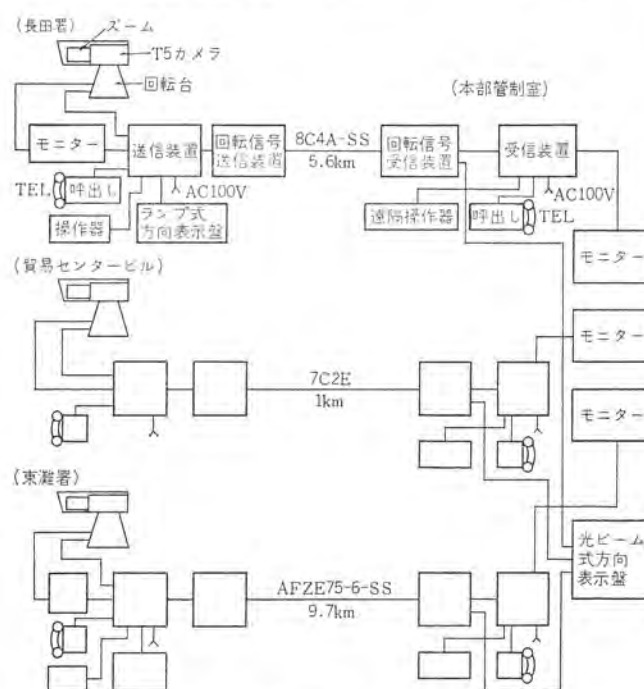 (長田署)
ズーム
T5カメラ
回転台
(本部管制室)
モニター
送信装置
回転信号
送信装置
8C4A-SS
5.6km
回転信号
受信装置
受信装置
TEL
呼出し
AC100V
操作器
ランプ式
方向表示盤
遠隔操作器
呼出し
TEL
AC100V
モニター
(貿易センタービル)
モニター
7C2E
1km
モニター
(東灘署)
AFZE75-6-SS
9.7km
光ビーム
式方向
表示盤